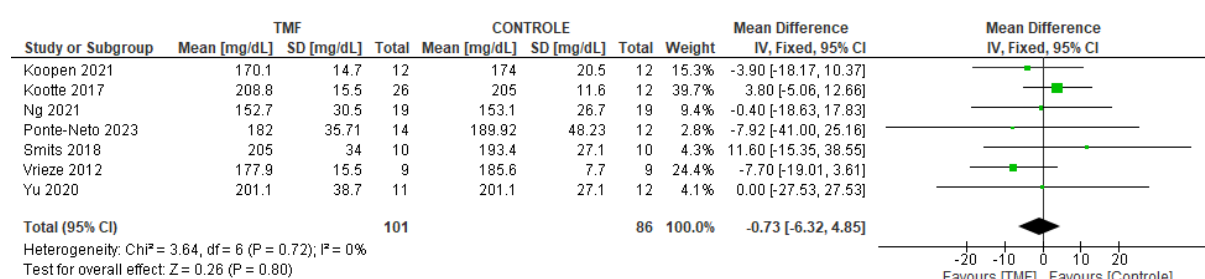 TMF CONTROLE Mean Difference Mean Difference
Study or Subgroup Mean [mg/dL] SD [mg/dL] Total Mean [mg/dL] SD [mg/dL] Total Weight IV, Fixed, 95% CI IV, Fixed, 95% CI
Koopen 2021 170.1 14.7 12 174 20.5 12 15.3% -3.90 [-18.17, 10.37]
Kootte 2017 208.8 15.5 26 205 11.6 12 39.7% 3.80 [-5.06, 12.66]
Ng 2021 152.7 30.5 19 153.1 26.7 19 9.4% -0.40 [-18.63, 17.83]
Ponte-Neto 2023 182 35.71 14 189.92 48.23 12 2.8% -7.92 [-41.00, 25.16]
Smits 2018 205 34 10 193.4 27.1 10 4.3% 11.60 [-15.35, 38.55]
Vrieze 2012 177.9 15.5 9 185.6 7.7 9 24.4% -7.70 [-19.01, 3.61]
Yu 2020 201.1 38.7 11 201.1 27.1 12 4.1% 0.00 [-27.53, 27.53]
Total (95% CI) 101 86 100.0% -0.73 [-6.32, 4.85]
Heterogeneity: Chi² = 3.64, df = 6 (P = 0.72); I² = 0%
Test for overall effect: Z = 0.26 (P = 0.80)
-20 -10 0 10 20
Favours [TMF] Favours [Controle]